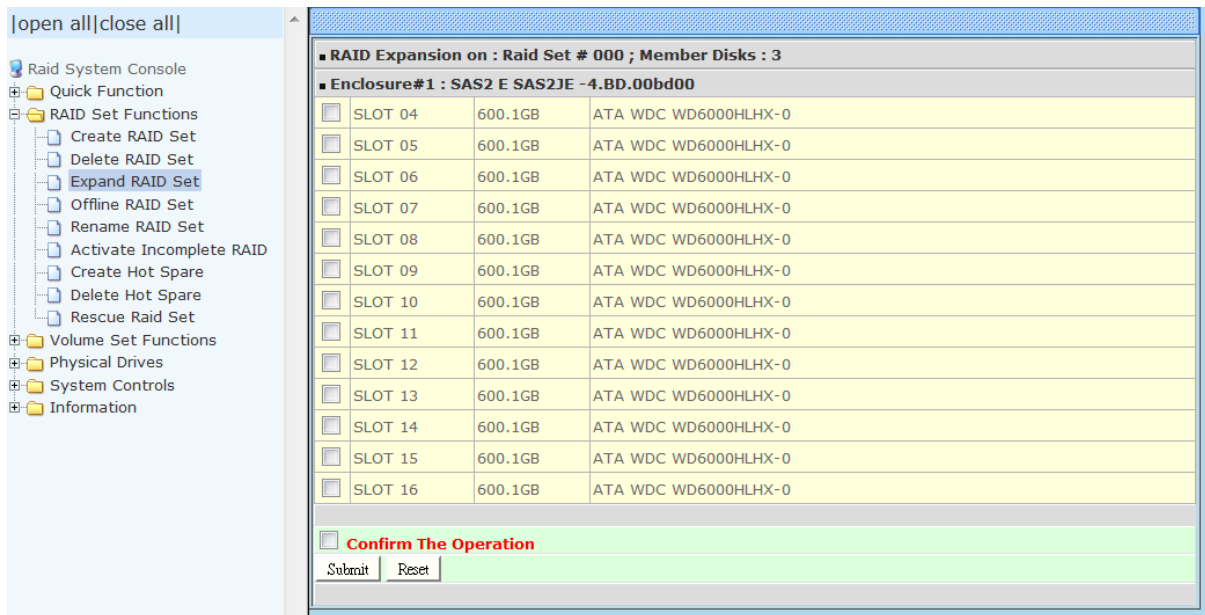 |open all|close all|
Raid System Console
Quick Function
RAID Set Functions
Create RAID Set
Delete RAID Set
Expand RAID Set
Offline RAID Set
Rename RAID Set
Activate Incomplete RAID
Create Hot Spare
Delete Hot Spare
Rescue Raid Set
Volume Set Functions
Physical Drives
System Controls
Information
RAID Expansion on : Raid Set # 000 ; Member Disks : 3
Enclosure#1 : SAS2 E SAS2JE -4.BD.00bd00
SLOT 04 600.1GB ATA WDC WD6000HLHX-0
SLOT 05 600.1GB ATA WDC WD6000HLHX-0
SLOT 06 600.1GB ATA WDC WD6000HLHX-0
SLOT 07 600.1GB ATA WDC WD6000HLHX-0
SLOT 08 600.1GB ATA WDC WD6000HLHX-0
SLOT 09 600.1GB ATA WDC WD6000HLHX-0
SLOT 10 600.1GB ATA WDC WD6000HLHX-0
SLOT 11 600.1GB ATA WDC WD6000HLHX-0
SLOT 12 600.1GB ATA WDC WD6000HLHX-0
SLOT 13 600.1GB ATA WDC WD6000HLHX-0
SLOT 14 600.1GB ATA WDC WD6000HLHX-0
SLOT 15 600.1GB ATA WDC WD6000HLHX-0
SLOT 16 600.1GB ATA WDC WD6000HLHX-0
Confirm The Operation
Submit Reset